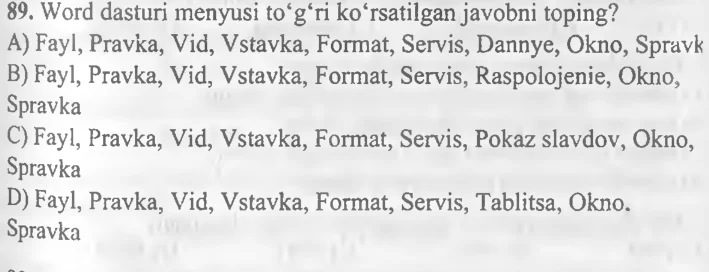 89. Word dasturi menyusi to‘g‘ri ko‘rsatilgan javobni toping?
A) Fayl, Pravka, Vid, Vstavka, Format, Servis, Dannye, Okno, Spravk
B) Fayl, Pravka, Vid, Vstavka, Format, Servis, Raspolojenie, Okno,
Spravka
C) Fayl, Pravka, Vid, Vstavka, Format, Servis, Pokaz slavdov, Okno,
Spravka
D) Fayl, Pravka, Vid, Vstavka, Format, Servis, Tablitsa, Okno.
Spravka